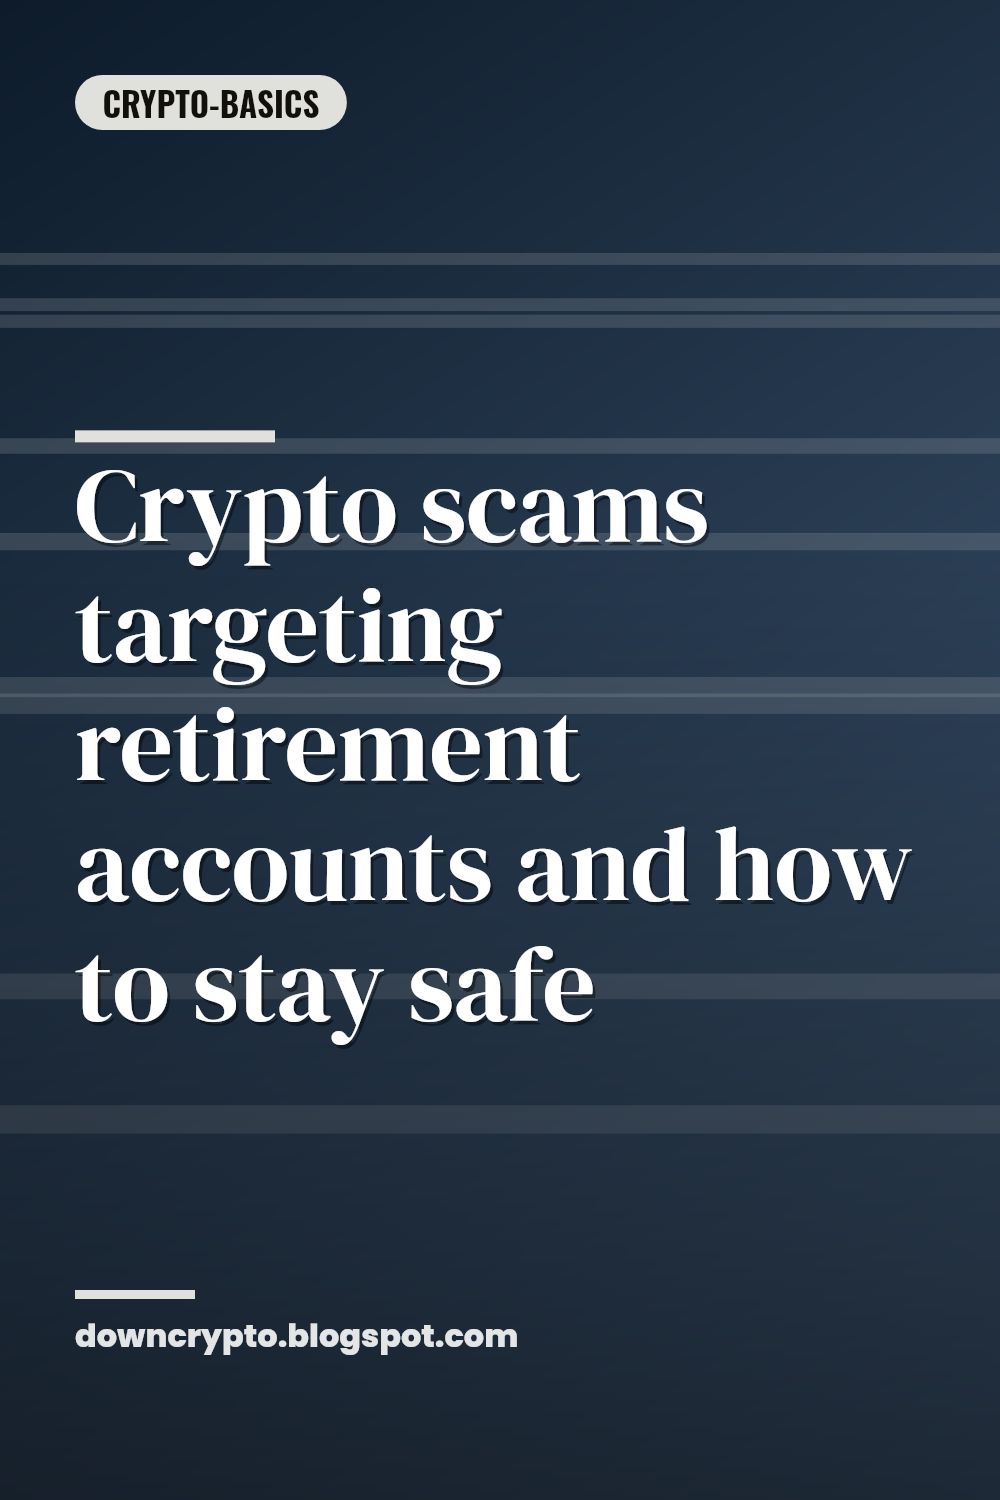 CRYPTO-BASICS
Crypto scams
targeting
retirement
accounts and how
to stay safe
downcrypto.blogspot.com